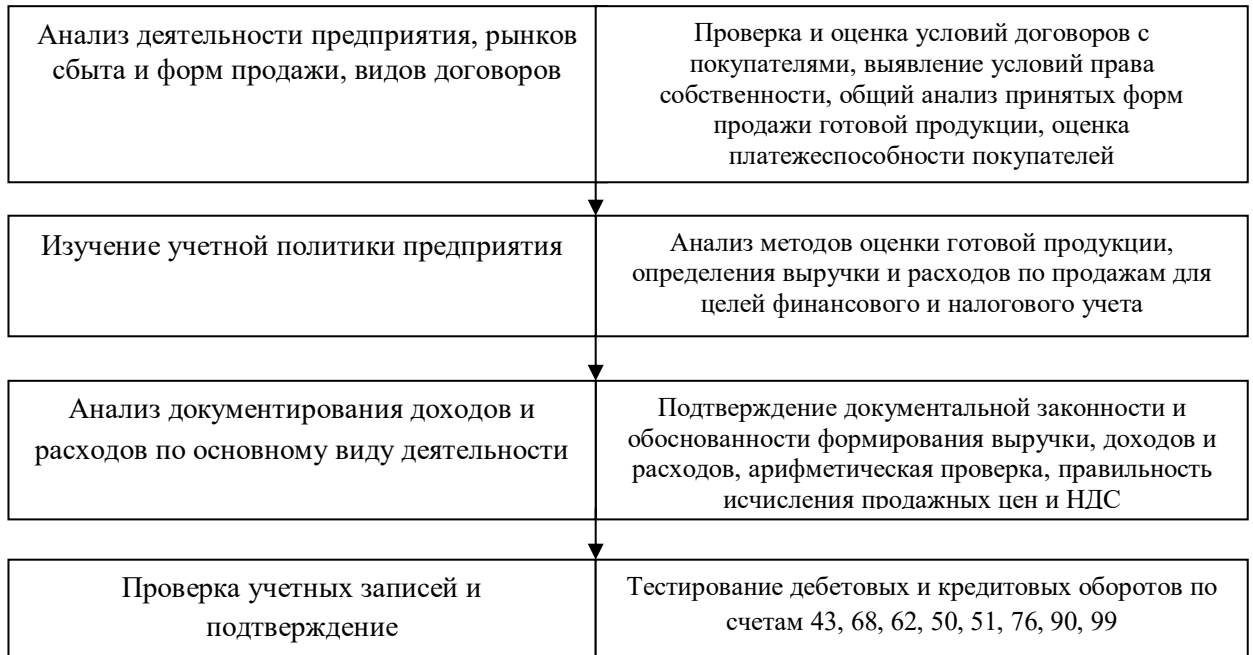 Анализ деятельности предприятия, рынков
сбыта и форм продажи, видов договоров
Проверка и оценка условий договоров с
покупателями, выявление условий права
собственности, общий анализ принятых форм
продажи готовой продукции, оценка
платежеспособности покупателей
Изучение учетной политики предприятия
Анализ методов оценки готовой продукции,
определения выручки и расходов по продажам для
целей финансового и налогового учета
Анализ документирования доходов и
расходов по основному виду деятельности
Подтверждение документальной законности и
обоснованности формирования выручки, доходов и
расходов, арифметическая проверка, правильность
исчисления продажных цен и НДС
Проверка учетных записей и
подтверждение
Тестирование дебетовых и кредитовых оборотов по
счетам 43, 68, 62, 50, 51, 76, 90, 99